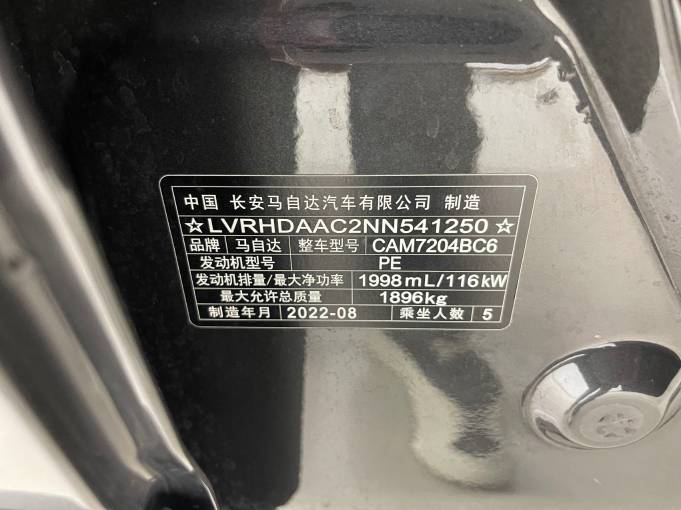 中国 长安马自达汽车有限公司 制造
☆LVRHDAAC2NN541250☆
品牌 马自达 整车型号 CAM7204BC6
发动机型号 PE
发动机排量/最大净功率 1998mL/116kW
最大允许总质量 1896kg
制造年月 2022-08 乘坐人数 5